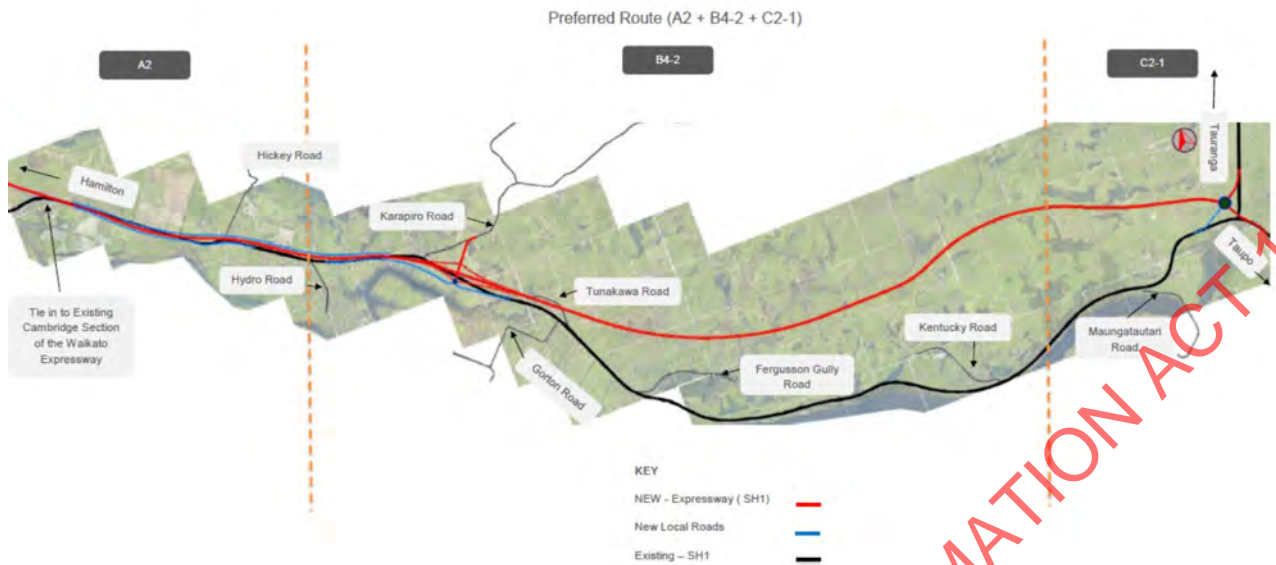 Preferred Route (A2 + B4-2 + C2-1)
A2
B4-2
C2-1
Tauranga
Hickey Road
Hamilton
Karapiro Road
Hydro Road
Tunakawa Road
Taupo
Tie in to Existing
Cambridge Section
of the Waikato
Expressway
Kentucky Road
Maungatautari
Road
Gorton Road
Fergusson Gully
Road
KEY
NEW - Expressway ( SH1)
New Local Roads
Existing – SH1
MATION ACT 1